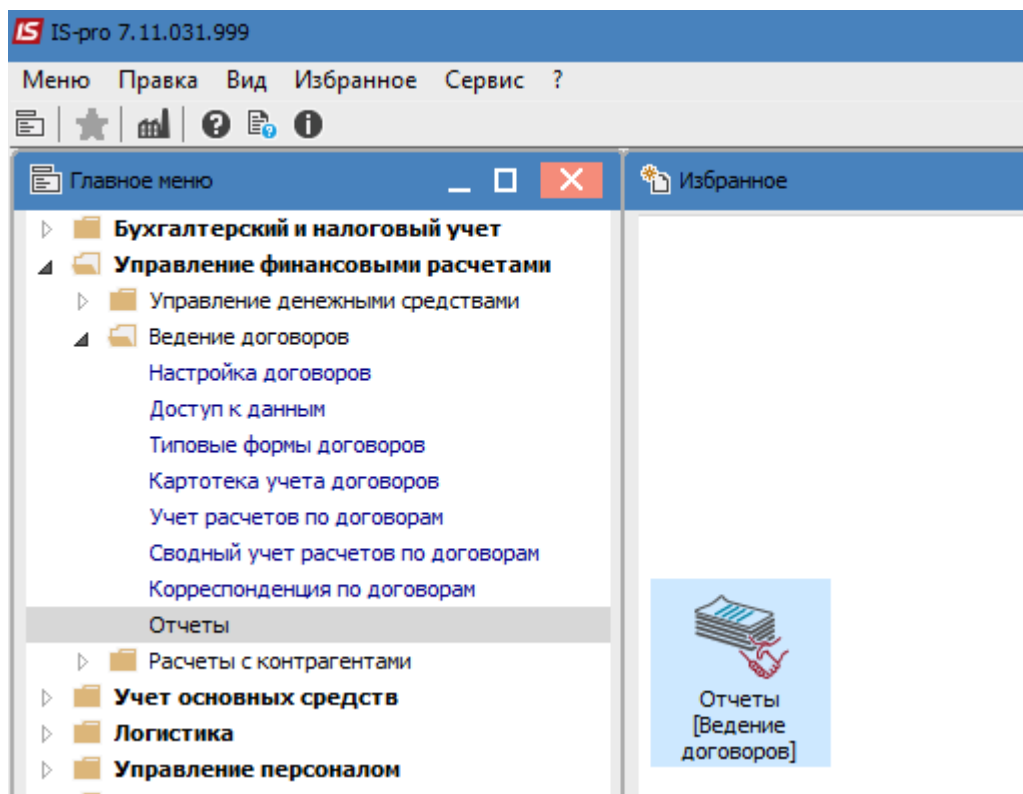 IS IS-pro 7.11.031.999
Меню Правка Вид Избранное Сервис ?
Главное меню
Избранное
Бухгалтерский и налоговый учет
Управление финансовыми расчетами
Управление денежными средствами
Ведение договоров
Настройка договоров
Доступ к данным
Типовые формы договоров
Картотека учета договоров
Учет расчетов по договорам
Сводный учет расчетов по договорам
Корреспонденция по договорам
Отчеты
Расчеты с контрагентами
Учет основных средств
Логистика
Управление персоналом
Отчеты
[Ведение
договоров]